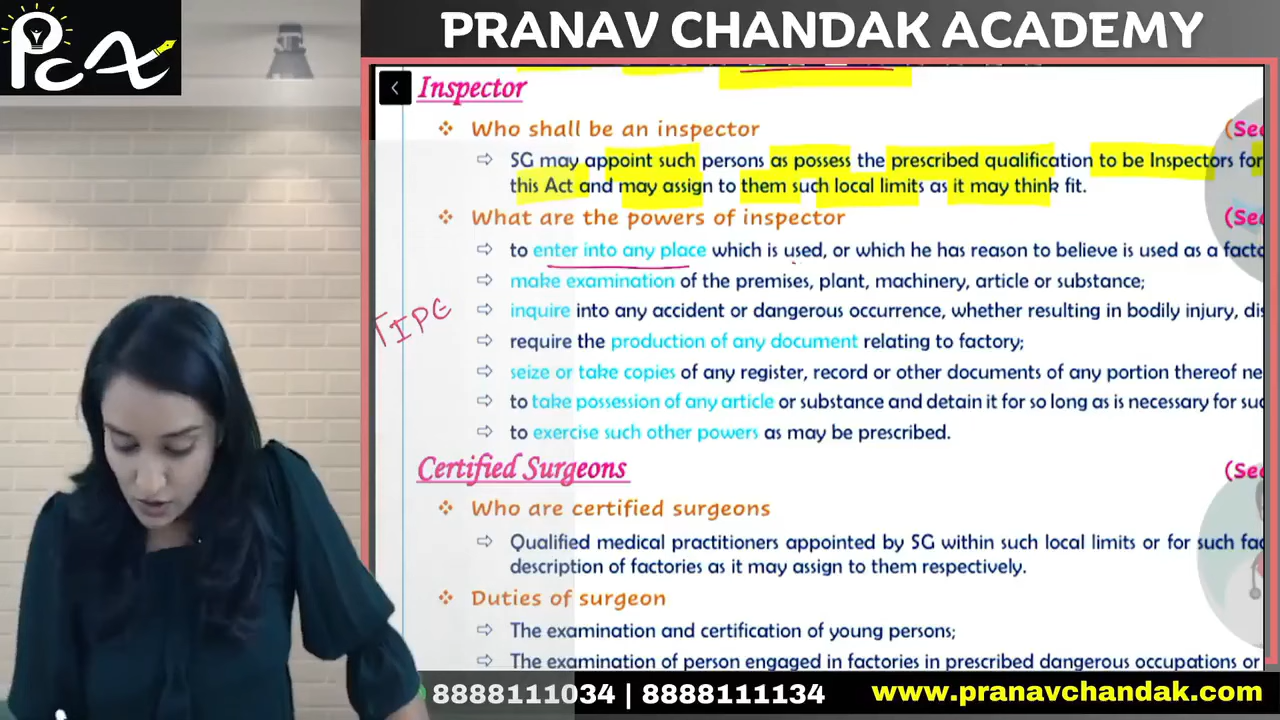 PCA
PRANAV CHANDAK ACADEMY
Inspector
Who shall be an inspector (Sec
SG may appoint such persons as possess the prescribed qualification to be Inspectors for
this Act and may assign to them such local limits as it may think fit.
What are the powers of inspector (Sec
to enter into any place which is used, or which he has reason to believe is used as a facto
make examination of the premises, plant, machinery, article or substance;
TIPE
inquire into any accident or dangerous occurrence, whether resulting in bodily injury, dis
require the production of any document relating to factory;
seize or take copies of any register, record or other documents of any portion thereof ne
to take possession of any article or substance and detain it for so long as is necessary for suc
to exercise such other powers as may be prescribed.
Certified Surgeons (Sec
Who are certified surgeons
Qualified medical practitioners appointed by SG within such local limits or for such fac
description of factories as it may assign to them respectively.
Duties of surgeon
The examination and certification of young persons;
The examination of person engaged in factories in prescribed dangerous occupations or
8888111034 | 8888111134 www.pranavchandak.com